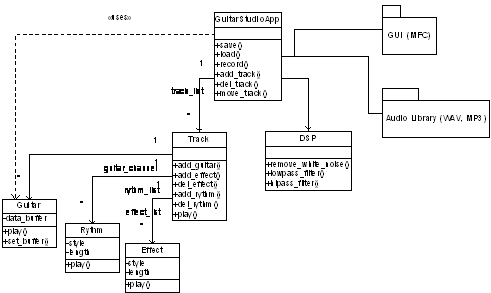 «uses»
GuitarStudioApp
+save()
+load()
+record()
+add_track()
+del_track()
+move_track()
GUI (MFC)
Audio Library (WAV, MP3)
1
track_list
*
Track
+add_guitar()
+add_effect()
+del_effect()
+add_rythm()
+del_rythm()
+play()
DSP
+remove_white_noise()
+lowpass_filter()
+hipass_filter()
1
1
guitar_channel
1
rythm_list
effect_list
*
*
*
Guitar
-data_buffer
+play()
+set_buffer()
Rythm
-style
-length
+play()
Effect
-style
-length
+play()